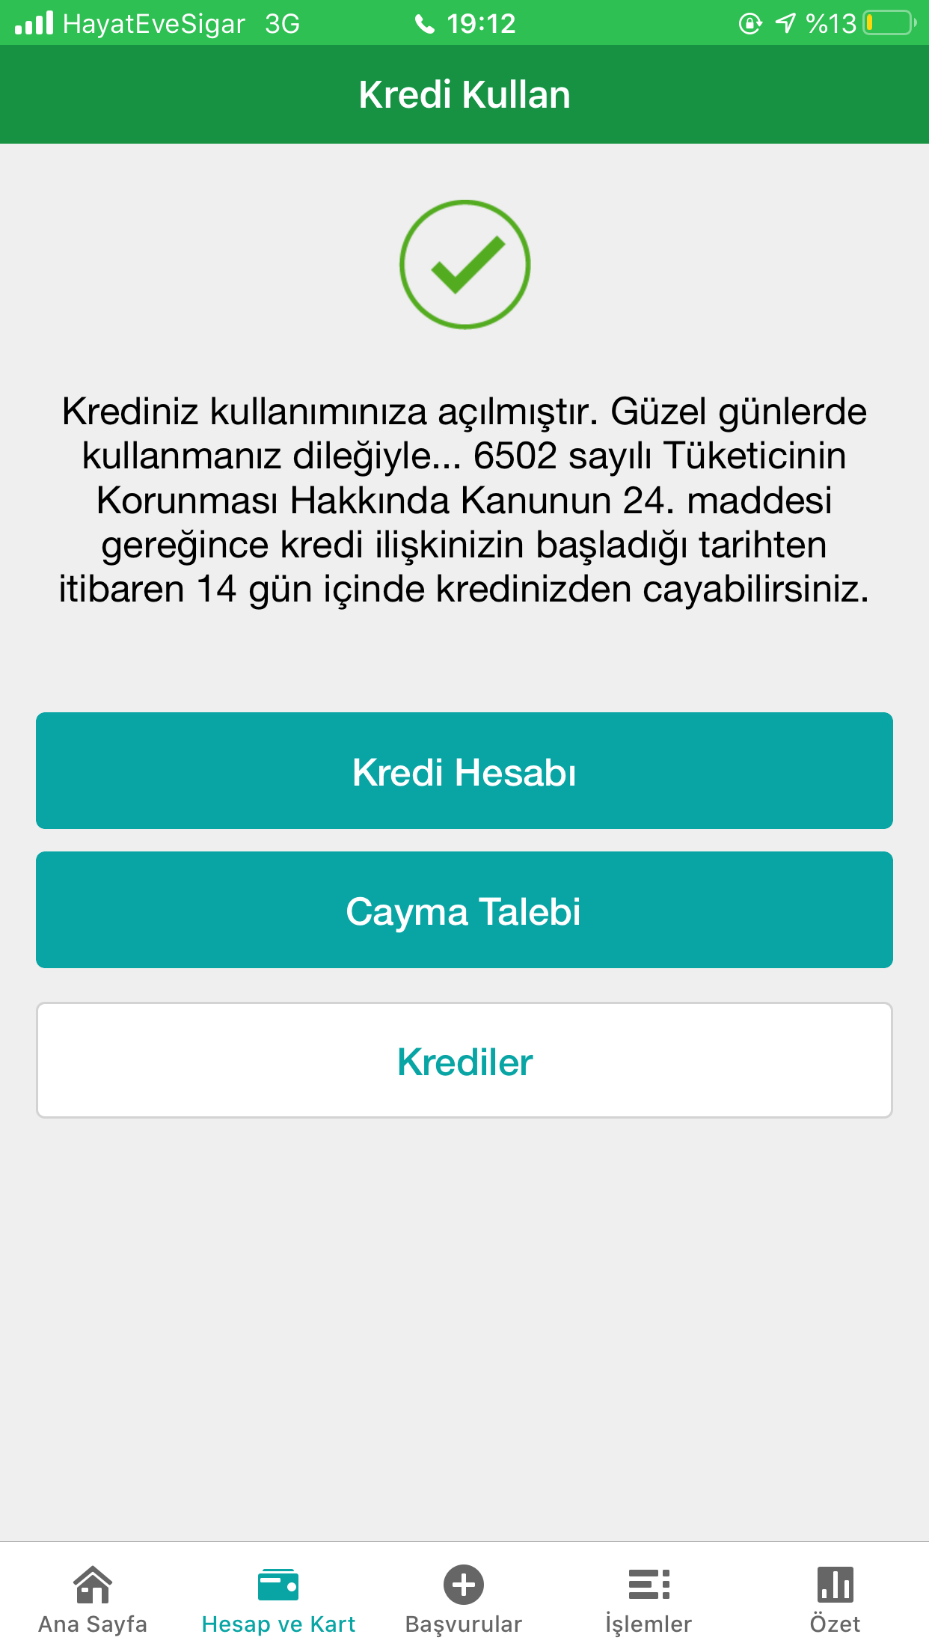 HayatEveSigar 3G 19:12 %13
Kredi Kullan
Krediniz kullanımınıza açılmıştır. Güzel günlerde
kullanmanız dileğiyle... 6502 sayılı Tüketicinin
Korunması Hakkında Kanunun 24. maddesi
gereğince kredi ilişkinizin başladığı tarihten
itibaren 14 gün içinde kredinizden cayabilirsiniz.
Kredi Hesabı
Cayma Talebi
Krediler
Ana Sayfa Hesap ve Kart Başvurular İşlemler Özet